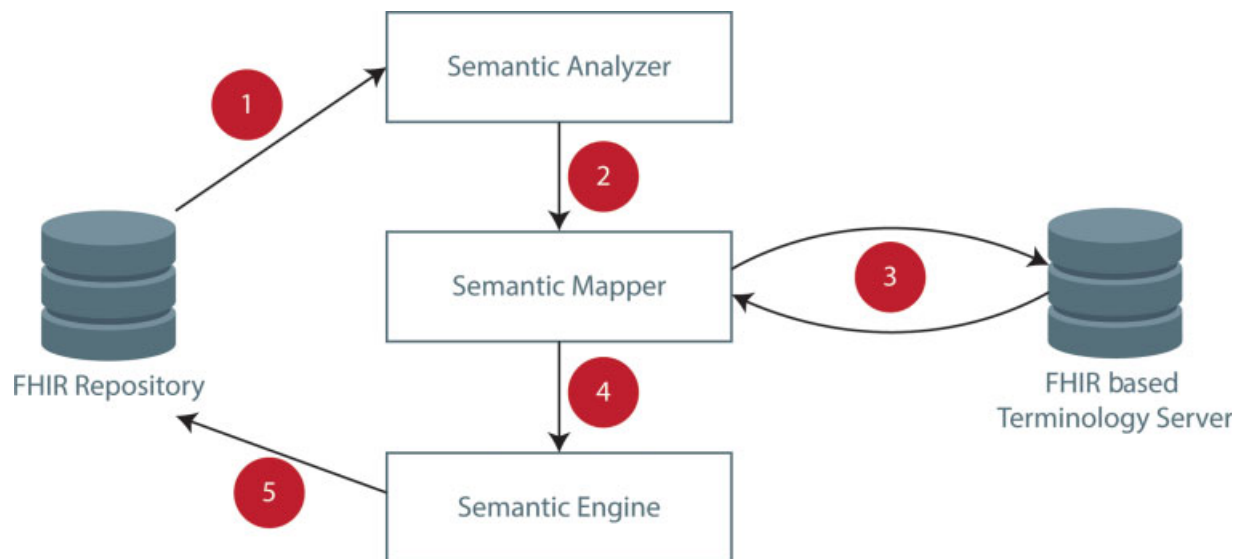 Semantic Analyzer
1
2
Semantic Mapper
3
FHIR Repository
4
FHIR based
Terminology Server
5
Semantic Engine